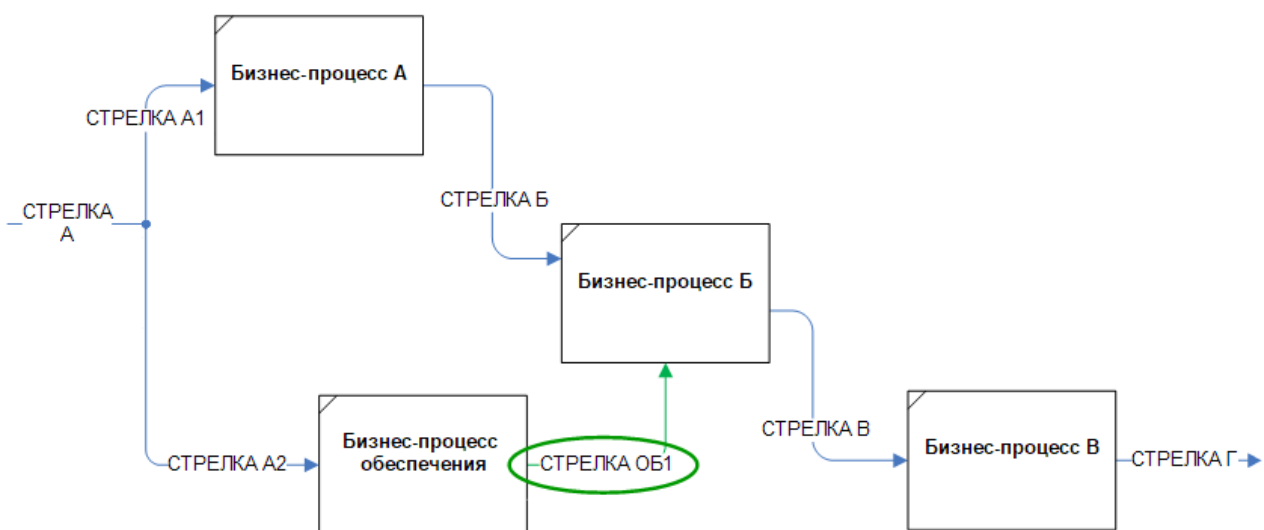 Бизнес-процесс А
СТРЕЛКА А1
СТРЕЛКА Б
СТРЕЛКА
А
Бизнес-процесс Б
СТРЕЛКА А2
Бизнес-процесс
обеспечения
СТРЕЛКА ОБ1
СТРЕЛКА В
Бизнес-процесс В
СТРЕЛКА Г